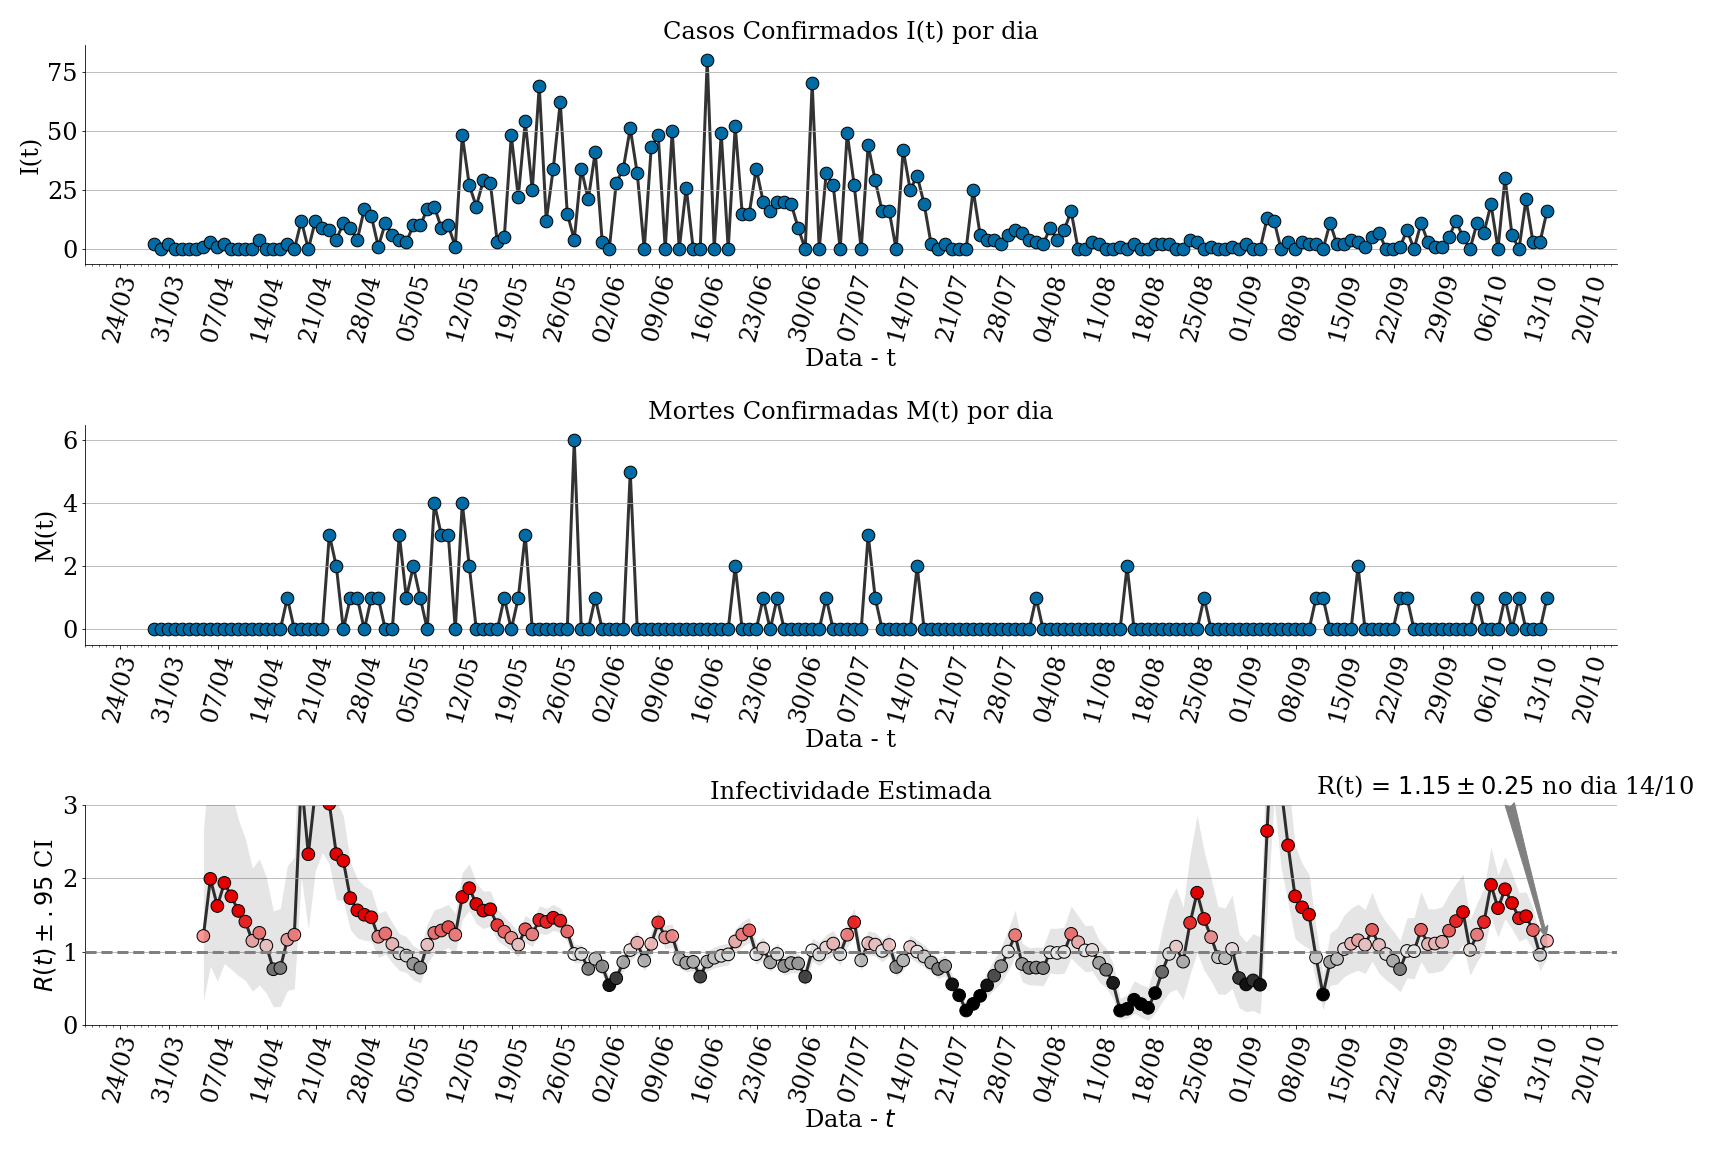 Casos Confirmados I(t) por dia
I(t)
75
50
25
0
24/03 31/03 07/04 14/04 21/04 28/04 05/05 12/05 19/05 26/05 02/06 09/06 16/06 23/06 30/06 07/07 14/07 21/07 28/07 04/08 11/08 18/08 25/08 01/09 08/09 15/09 22/09 29/09 06/10 13/10 20/10
Data - t
Mortes Confirmadas M(t) por dia
M(t)
6
4
2
0
24/03 31/03 07/04 14/04 21/04 28/04 05/05 12/05 19/05 26/05 02/06 09/06 16/06 23/06 30/06 07/07 14/07 21/07 28/07 04/08 11/08 18/08 25/08 01/09 08/09 15/09 22/09 29/09 06/10 13/10 20/10
Data - t
R(t) = 1.15 ± 0.25 no dia 14/10
Infectividade Estimada
R(t) ± .95 CI
3
2
1
0
24/03 31/03 07/04 14/04 21/04 28/04 05/05 12/05 19/05 26/05 02/06 09/06 16/06 23/06 30/06 07/07 14/07 21/07 28/07 04/08 11/08 18/08 25/08 01/09 08/09 15/09 22/09 29/09 06/10 13/10 20/10
Data - t